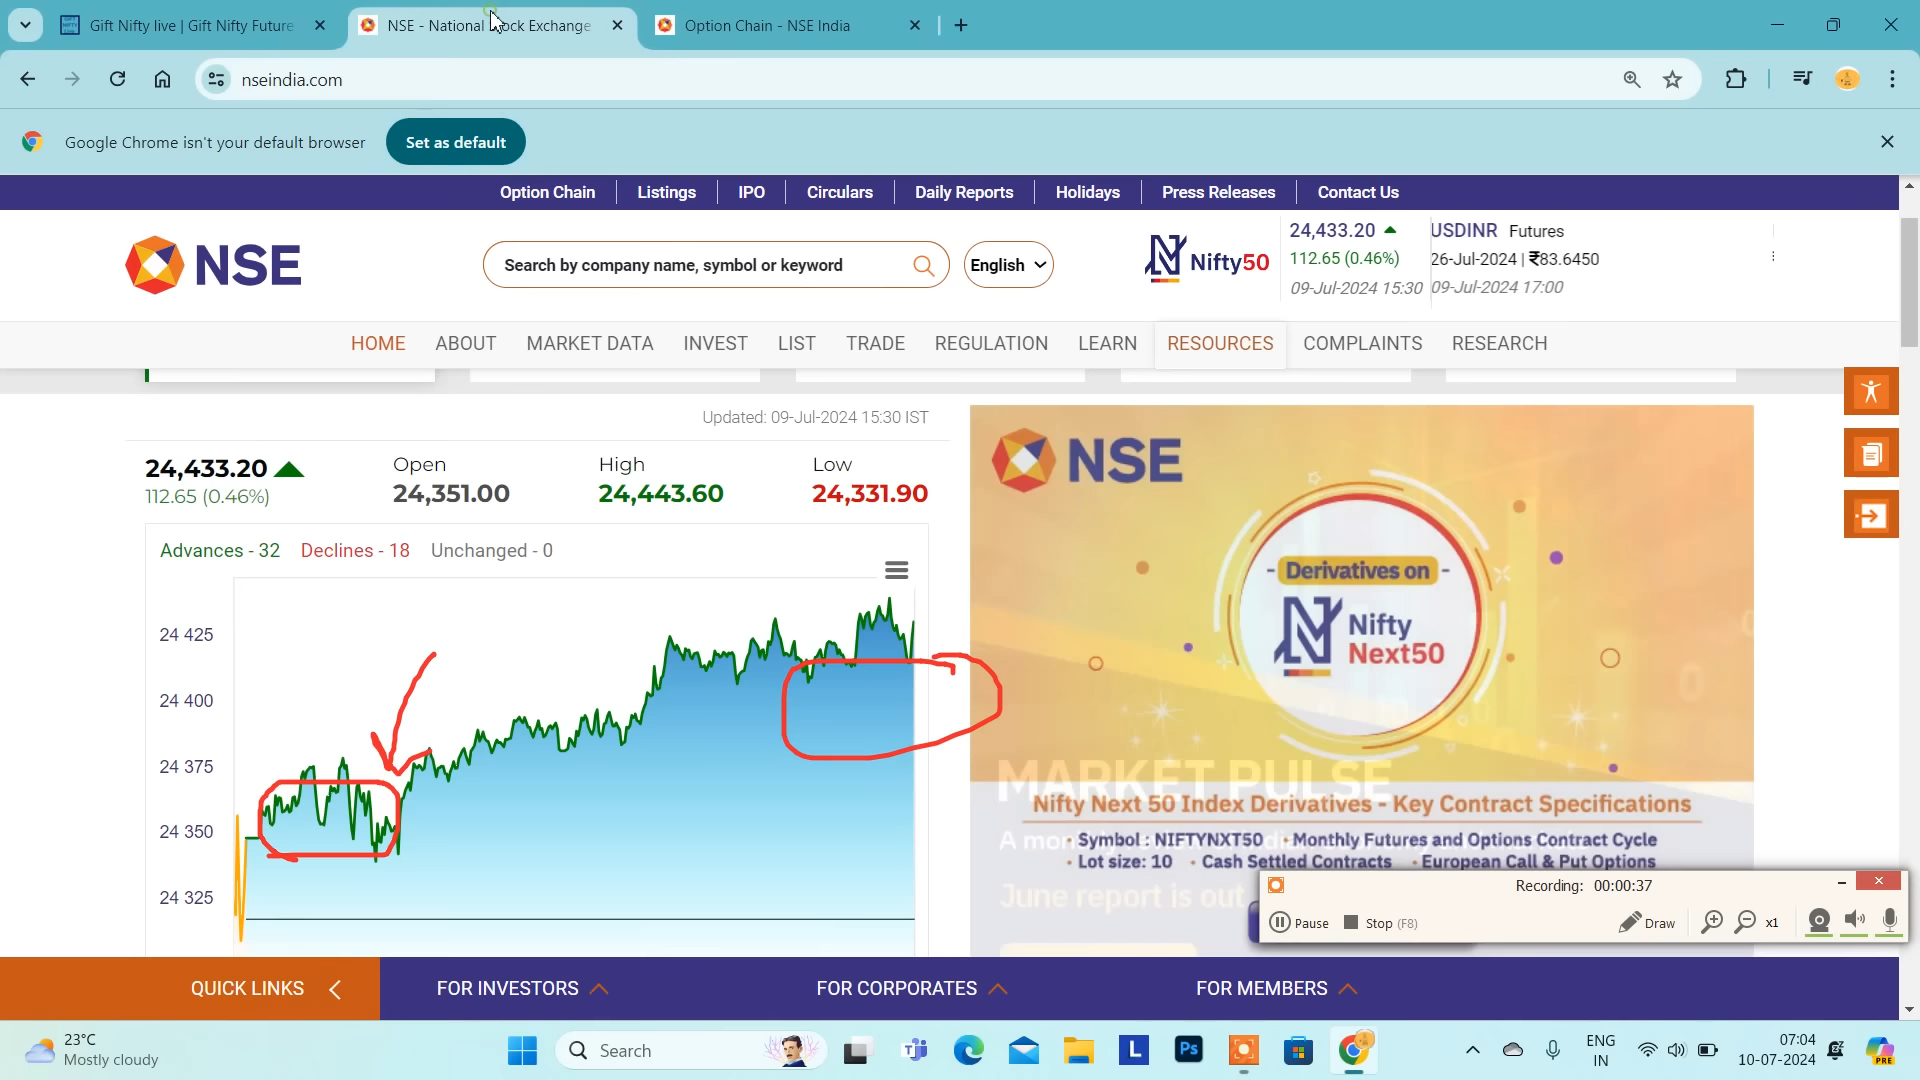 Gift Nifty live | Gift Nifty Future
NSE - National Stock Exchange
Option Chain - NSE India
nseindia.com
Google Chrome isn't your default browser
Set as default
Option Chain
Listings
IPO
Circulars
Daily Reports
Holidays
Press Releases
Contact Us
NSE
Search by company name, symbol or keyword
English
Nifty50
24,433.20
112.65 (0.46%)
09-Jul-2024 15:30
USDINR Futures
26-Jul-2024 | ₹83.6450
09-Jul-2024 17:00
HOME
ABOUT
MARKET DATA
INVEST
LIST
TRADE
REGULATION
LEARN
RESOURCES
COMPLAINTS
RESEARCH
Updated: 09-Jul-2024 15:30 IST
24,433.20
112.65 (0.46%)
Open
24,351.00
High
24,443.60
Low
24,331.90
Advances - 32 Declines - 18 Unchanged - 0
24 425
24 400
24 375
24 350
24 325
NSE
- Derivatives on -
Nifty
Next50
MARKET PULSE
Nifty Next 50 Index Derivatives - Key Contract Specifications
• Symbol : NIFTYNXT50 • Monthly Futures and Options Contract Cycle
• Lot size: 10 • Cash Settled Contracts • European Call & Put Options
June report is out
Recording: 00:00:37
Pause
Stop (F8)
Draw
x1
QUICK LINKS
FOR INVESTORS
FOR CORPORATES
FOR MEMBERS
23°C
Mostly cloudy
Search
L
Ps
PRE
ENG
IN
07:04
10-07-2024